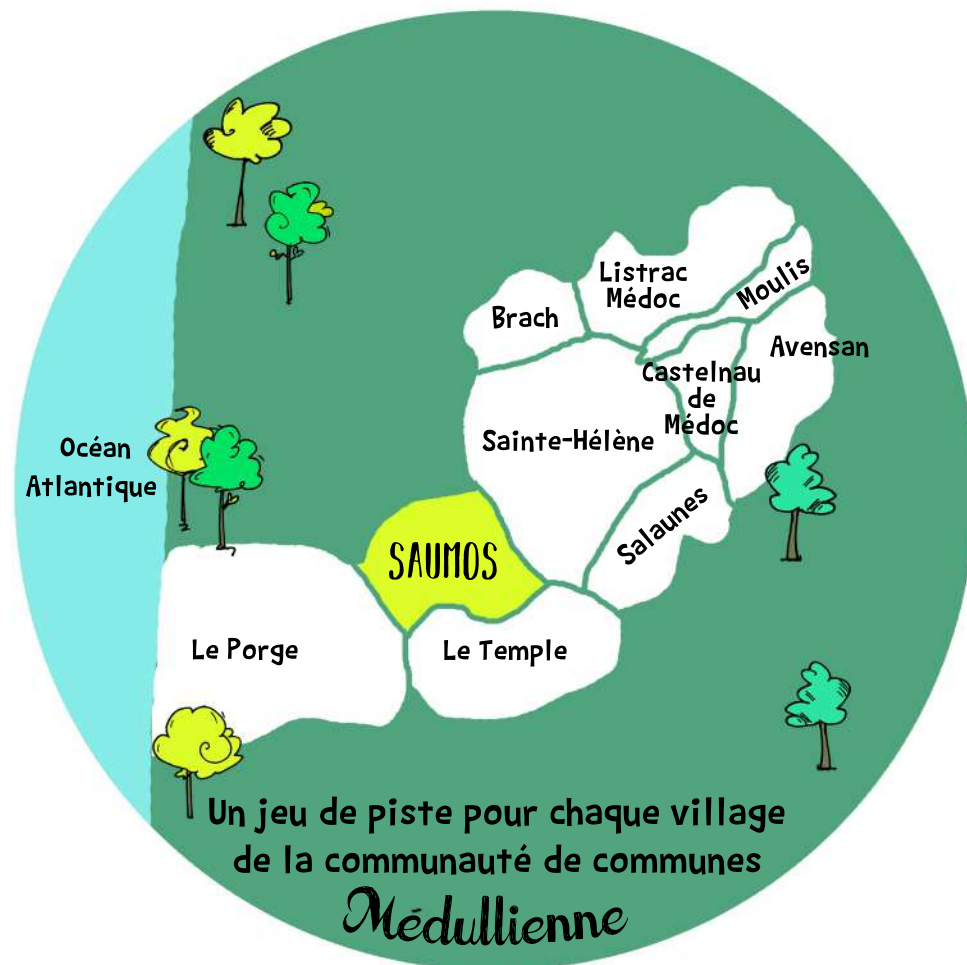 Listrac
Médoc
Moulis
Brach
Avensan
Castelnau
de
Médoc
Sainte-Hélène
Océan
Atlantique
Salaunes
SAUMOS
Le Porge
Le Temple
Un jeu de piste pour chaque village
de la communauté de communes
Médullienne